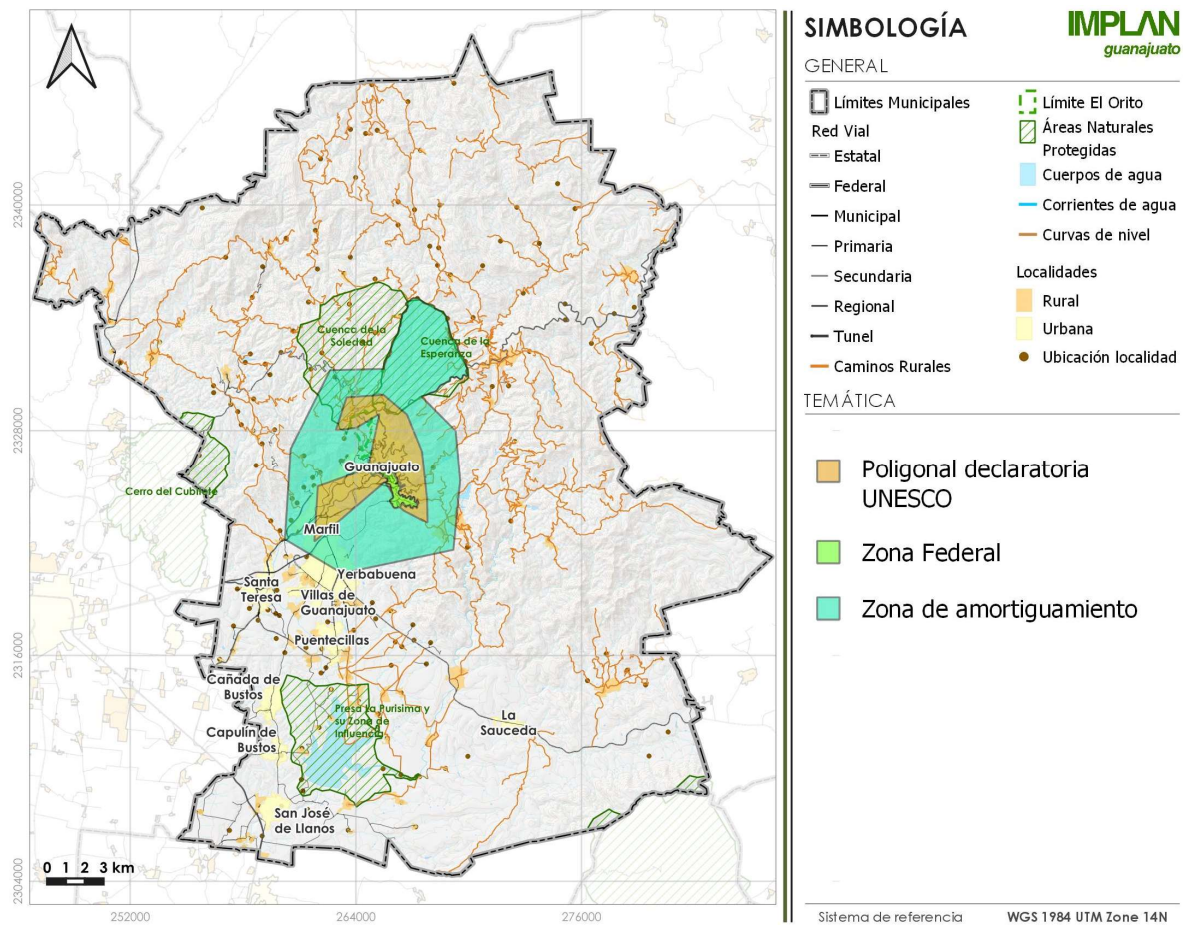 SIMBOLOGÍA
IMPLAN
guanajuato
GENERAL
Límites Municipales
Red Vial
Estatal
Federal
Municipal
Primaria
Secundaria
Regional
Tunel
Caminos Rurales
Límite El Orito
Áreas Naturales
Protegidas
Cuerpos de agua
Corrientes de agua
Curvas de nivel
Localidades
Rural
Urbana
Ubicación localidad
TEMÁTICA
Poligonal declaratoria
UNESCO
Zona Federal
Zona de amortiguamiento
Sistema de referencia
WGS 1984 UTM Zone 14N
2340000
2328000
2316000
2304000
252000
264000
276000
0 1 2 3 km
Cuenca de la
Soledad
Cuenca de la
Esperanza
Guanajuato
Cerro del Cubilete
Marfil
Yerbabuena
Santa
Teresa
Villas de
Guanajuato
Puentecillas
Cañada de
Bustos
Presa La Purisima y
su Zona de
Influencia
La
Sauceda
Capulín de
Bustos
San José
de Llanos